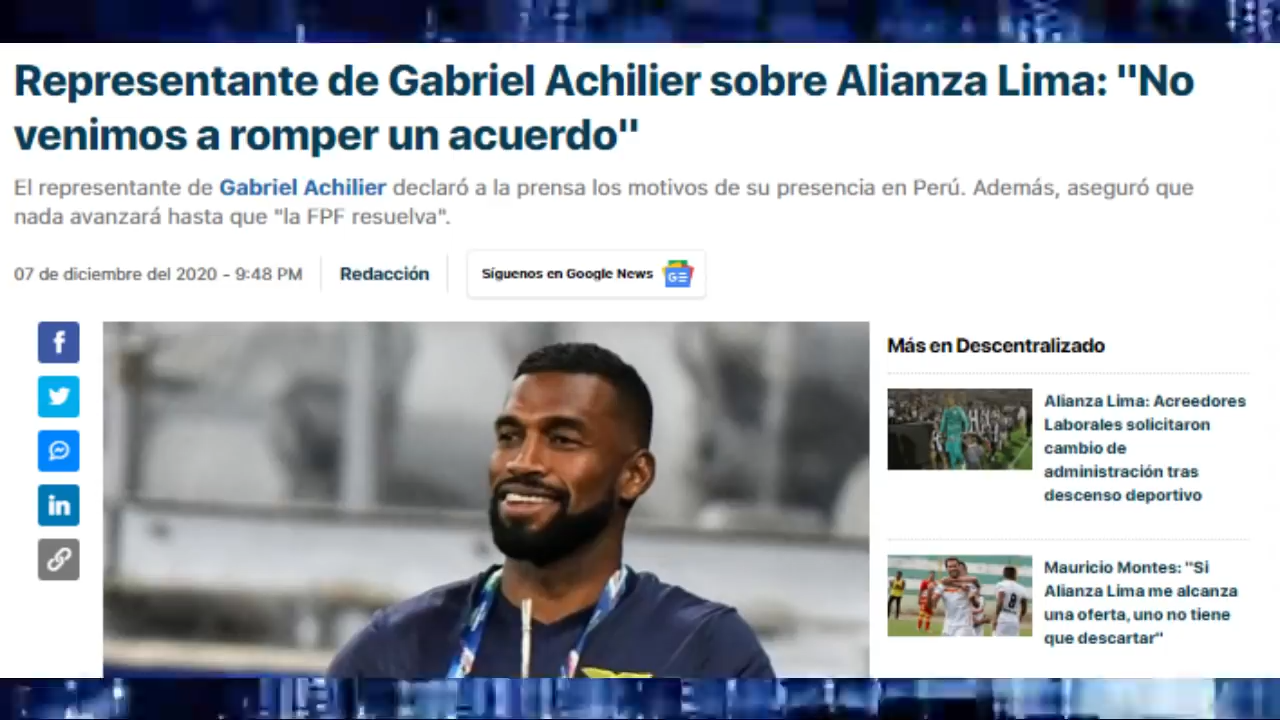 Representante de Gabriel Achilier sobre Alianza Lima: "No
venimos a romper un acuerdo"
El representante de Gabriel Achilier declaró a la prensa los motivos de su presencia en Perú. Además, aseguró que
nada avanzará hasta que "la FPF resuelva".
07 de diciembre del 2020 - 9:48 PM
Redacción
Síguenos en Google News
Más en Descentralizado
Alianza Lima: Acreedores
Laborales solicitaron
cambio de
administración tras
descenso deportivo
Mauricio Montes: "Si
Alianza Lima me alcanza
una oferta, uno no tiene
que descartar"
8